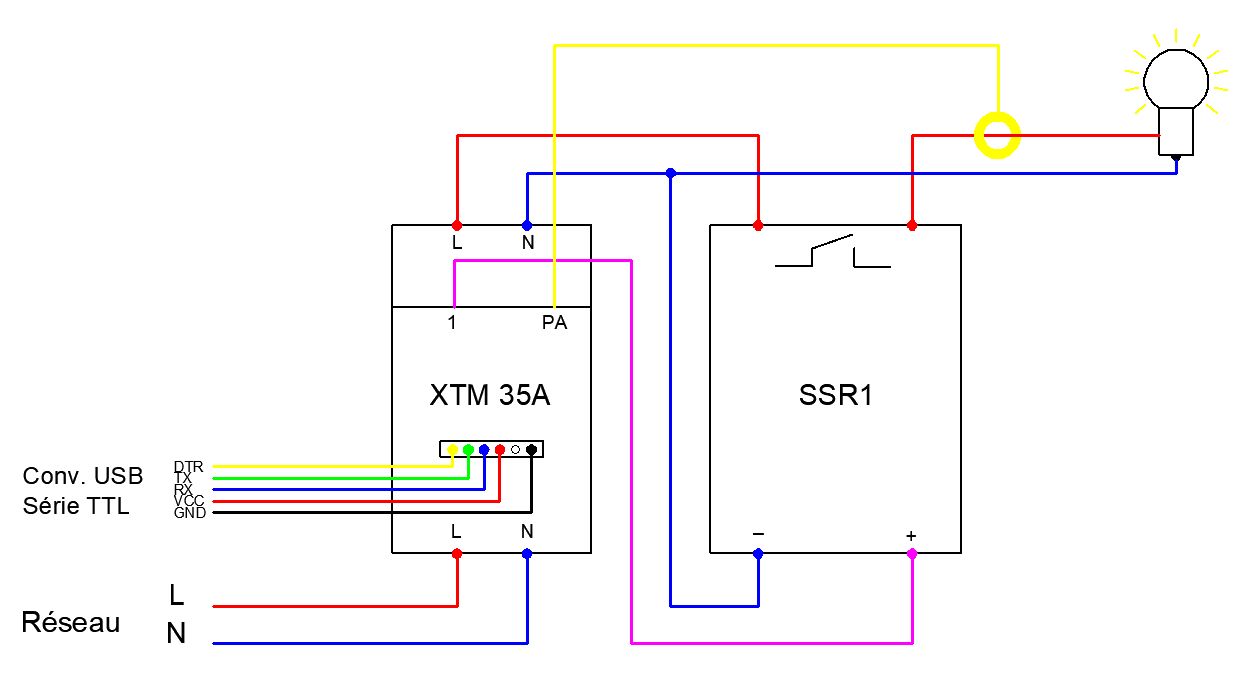 L N
1 PA
XTM 35A
SSR1
Conv. USB
Série TTL
DTR
TX
RX
VCC
GND
L N
− +
Réseau
L
N